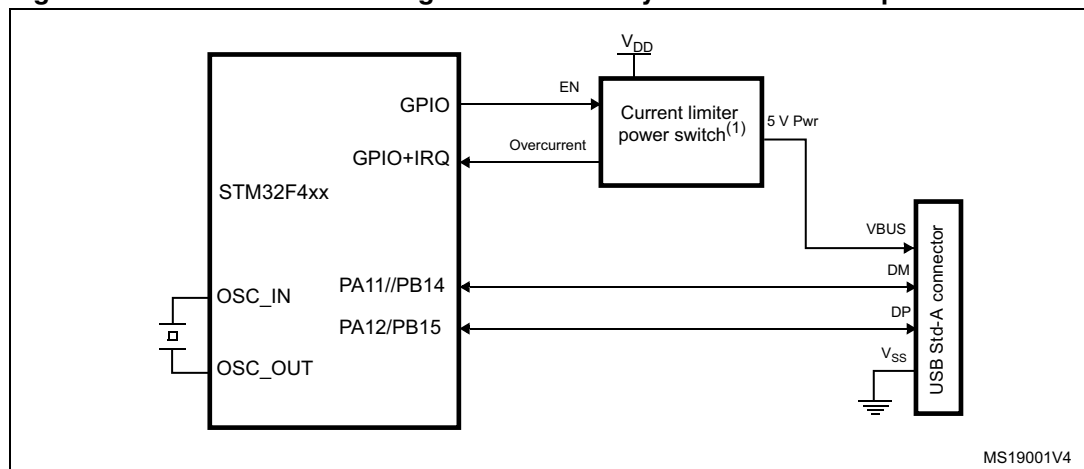 V_DD
EN
GPIO
Current limiter
power switch(1)
5 V Pwr
Overcurrent
GPIO+IRQ
STM32F4xx
VBUS
DM
PA11//PB14
OSC_IN
DP
PA12/PB15
V_SS
OSC_OUT
USB Std-A connector
MS19001V4